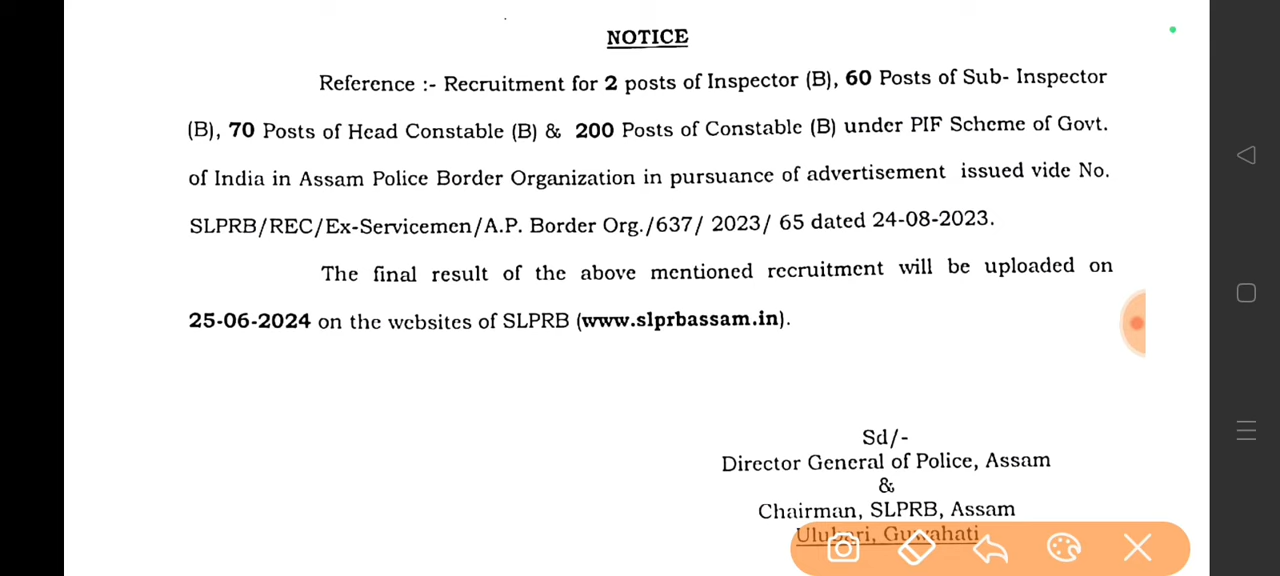 NOTICE
Reference :- Recruitment for 2 posts of Inspector (B), 60 Posts of Sub- Inspector
(B), 70 Posts of Head Constable (B) & 200 Posts of Constable (B) under PIF Scheme of Govt.
of India in Assam Police Border Organization in pursuance of advertisement issued vide No.
SLPRB/REC/Ex-Servicemen/A.P. Border Org./637/ 2023/ 65 dated 24-08-2023.
The final result of the above mentioned recruitment will be uploaded on
25-06-2024 on the websites of SLPRB (www.slprbassam.in).
Sd/-
Director General of Police, Assam
&
Chairman, SLPRB, Assam
Ulubari, Guwahati